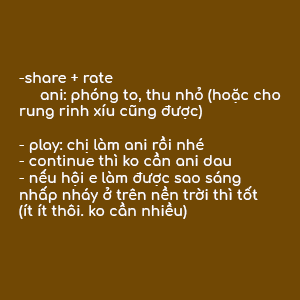 -share + rate
ani: phóng to, thu nhỏ (hoặc cho
rung rinh xíu cũng được)
- play: chị làm ani rồi nhé
- continue thì ko cần ani dau
- nếu hội e làm được sao sáng
nhấp nháy ở trên nền trời thì tốt
(ít ít thôi. ko cần nhiều)